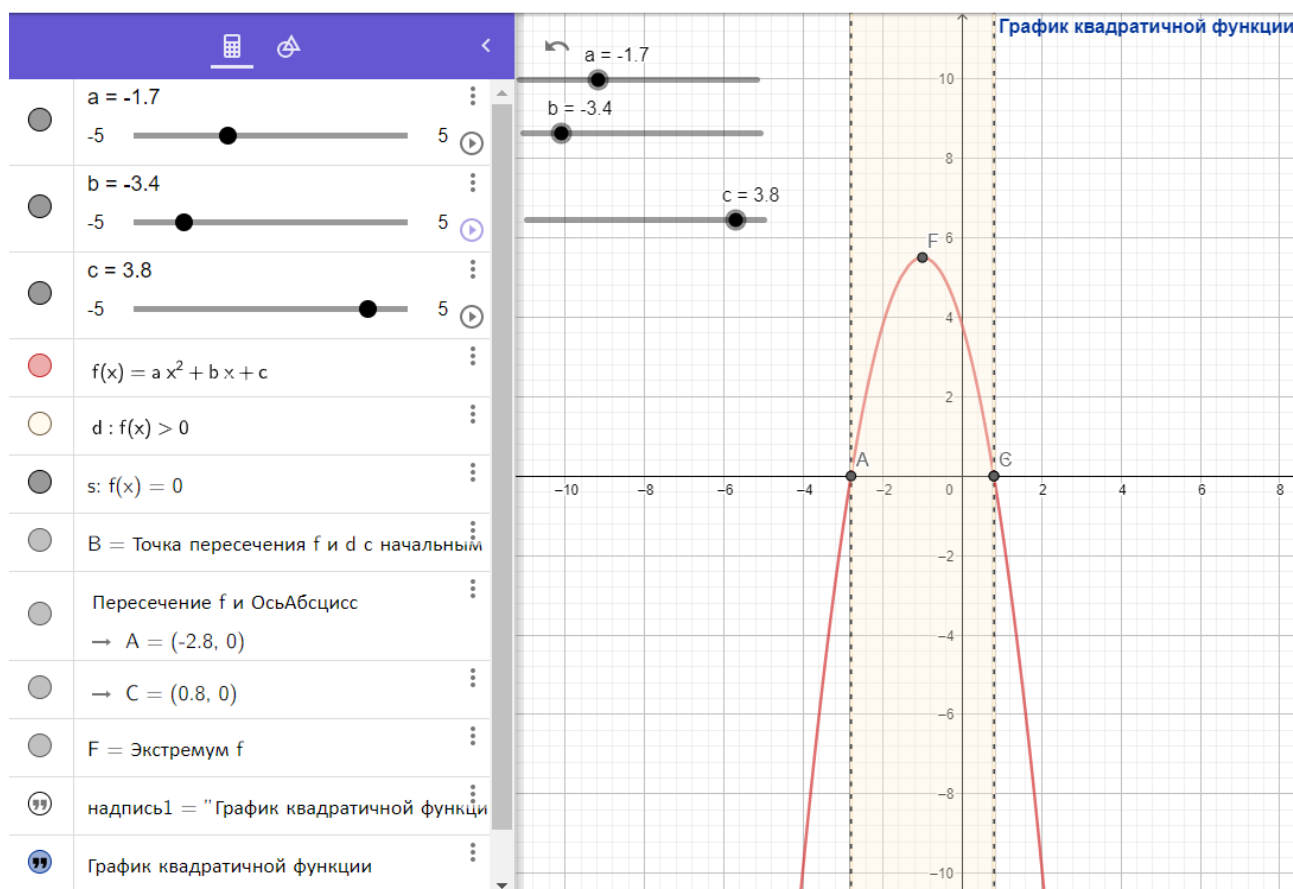 a = -1.7
-5 5
b = -3.4
-5 5
c = 3.8
-5 5
f(x) = a x² + b x + c
d : f(x) > 0
s: f(x) = 0
B = Точка пересечения f и d с начальным
Пересечение f и ОсьАбсцисс
→ A = (-2.8, 0)
→ C = (0.8, 0)
F = Экстремум f
надпись1 = "График квадратичной функци
График квадратичной функции
График квадратичной функции
a = -1.7
b = -3.4
c = 3.8
10
8
F 6
4
2
A C
−10 −8 −6 −4 −2 0 2 4 6 8
−2
−4
−6
−8
−10